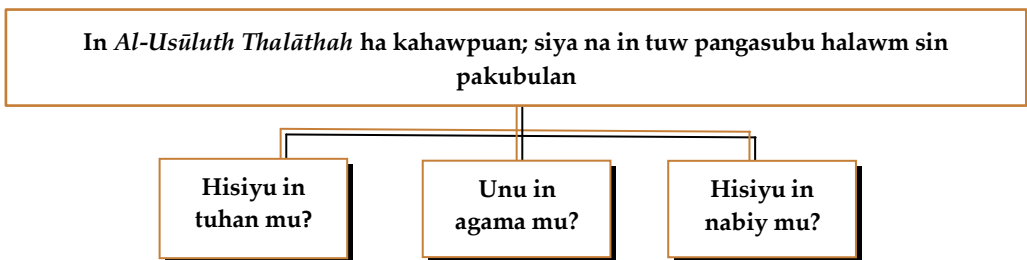 In Al-Usūluth Thalāthah ha kahawpuan; siya na in tuw pangasubu halawm sin
pakubulan
Hisiyu in
tuhan mu?
Unu in
agama mu?
Hisiyu in
nabiy mu?